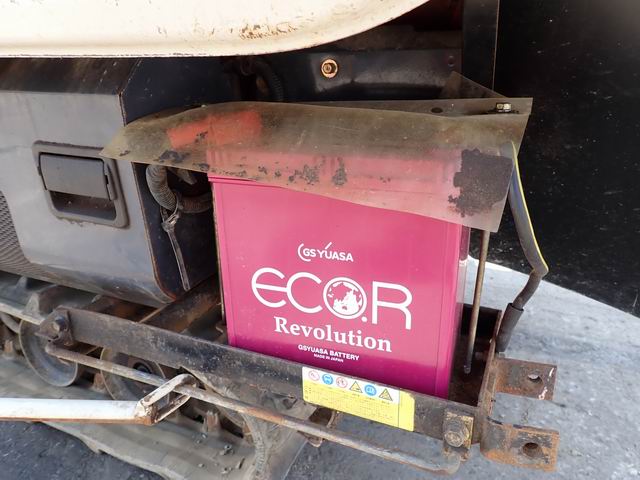 GS YUASA
ECO.R
Revolution
GSYUASA BATTERY
MADE IN JAPAN